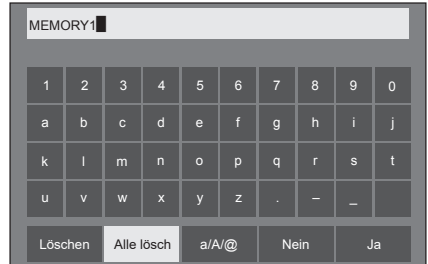 MEMORY1
1 2 3 4 5 6 7 8 9 0
a b c d e f g h i j
k l m n o p q r s t
u v w x y z . – _
Löschen Alle lösch a/A/@ Nein Ja